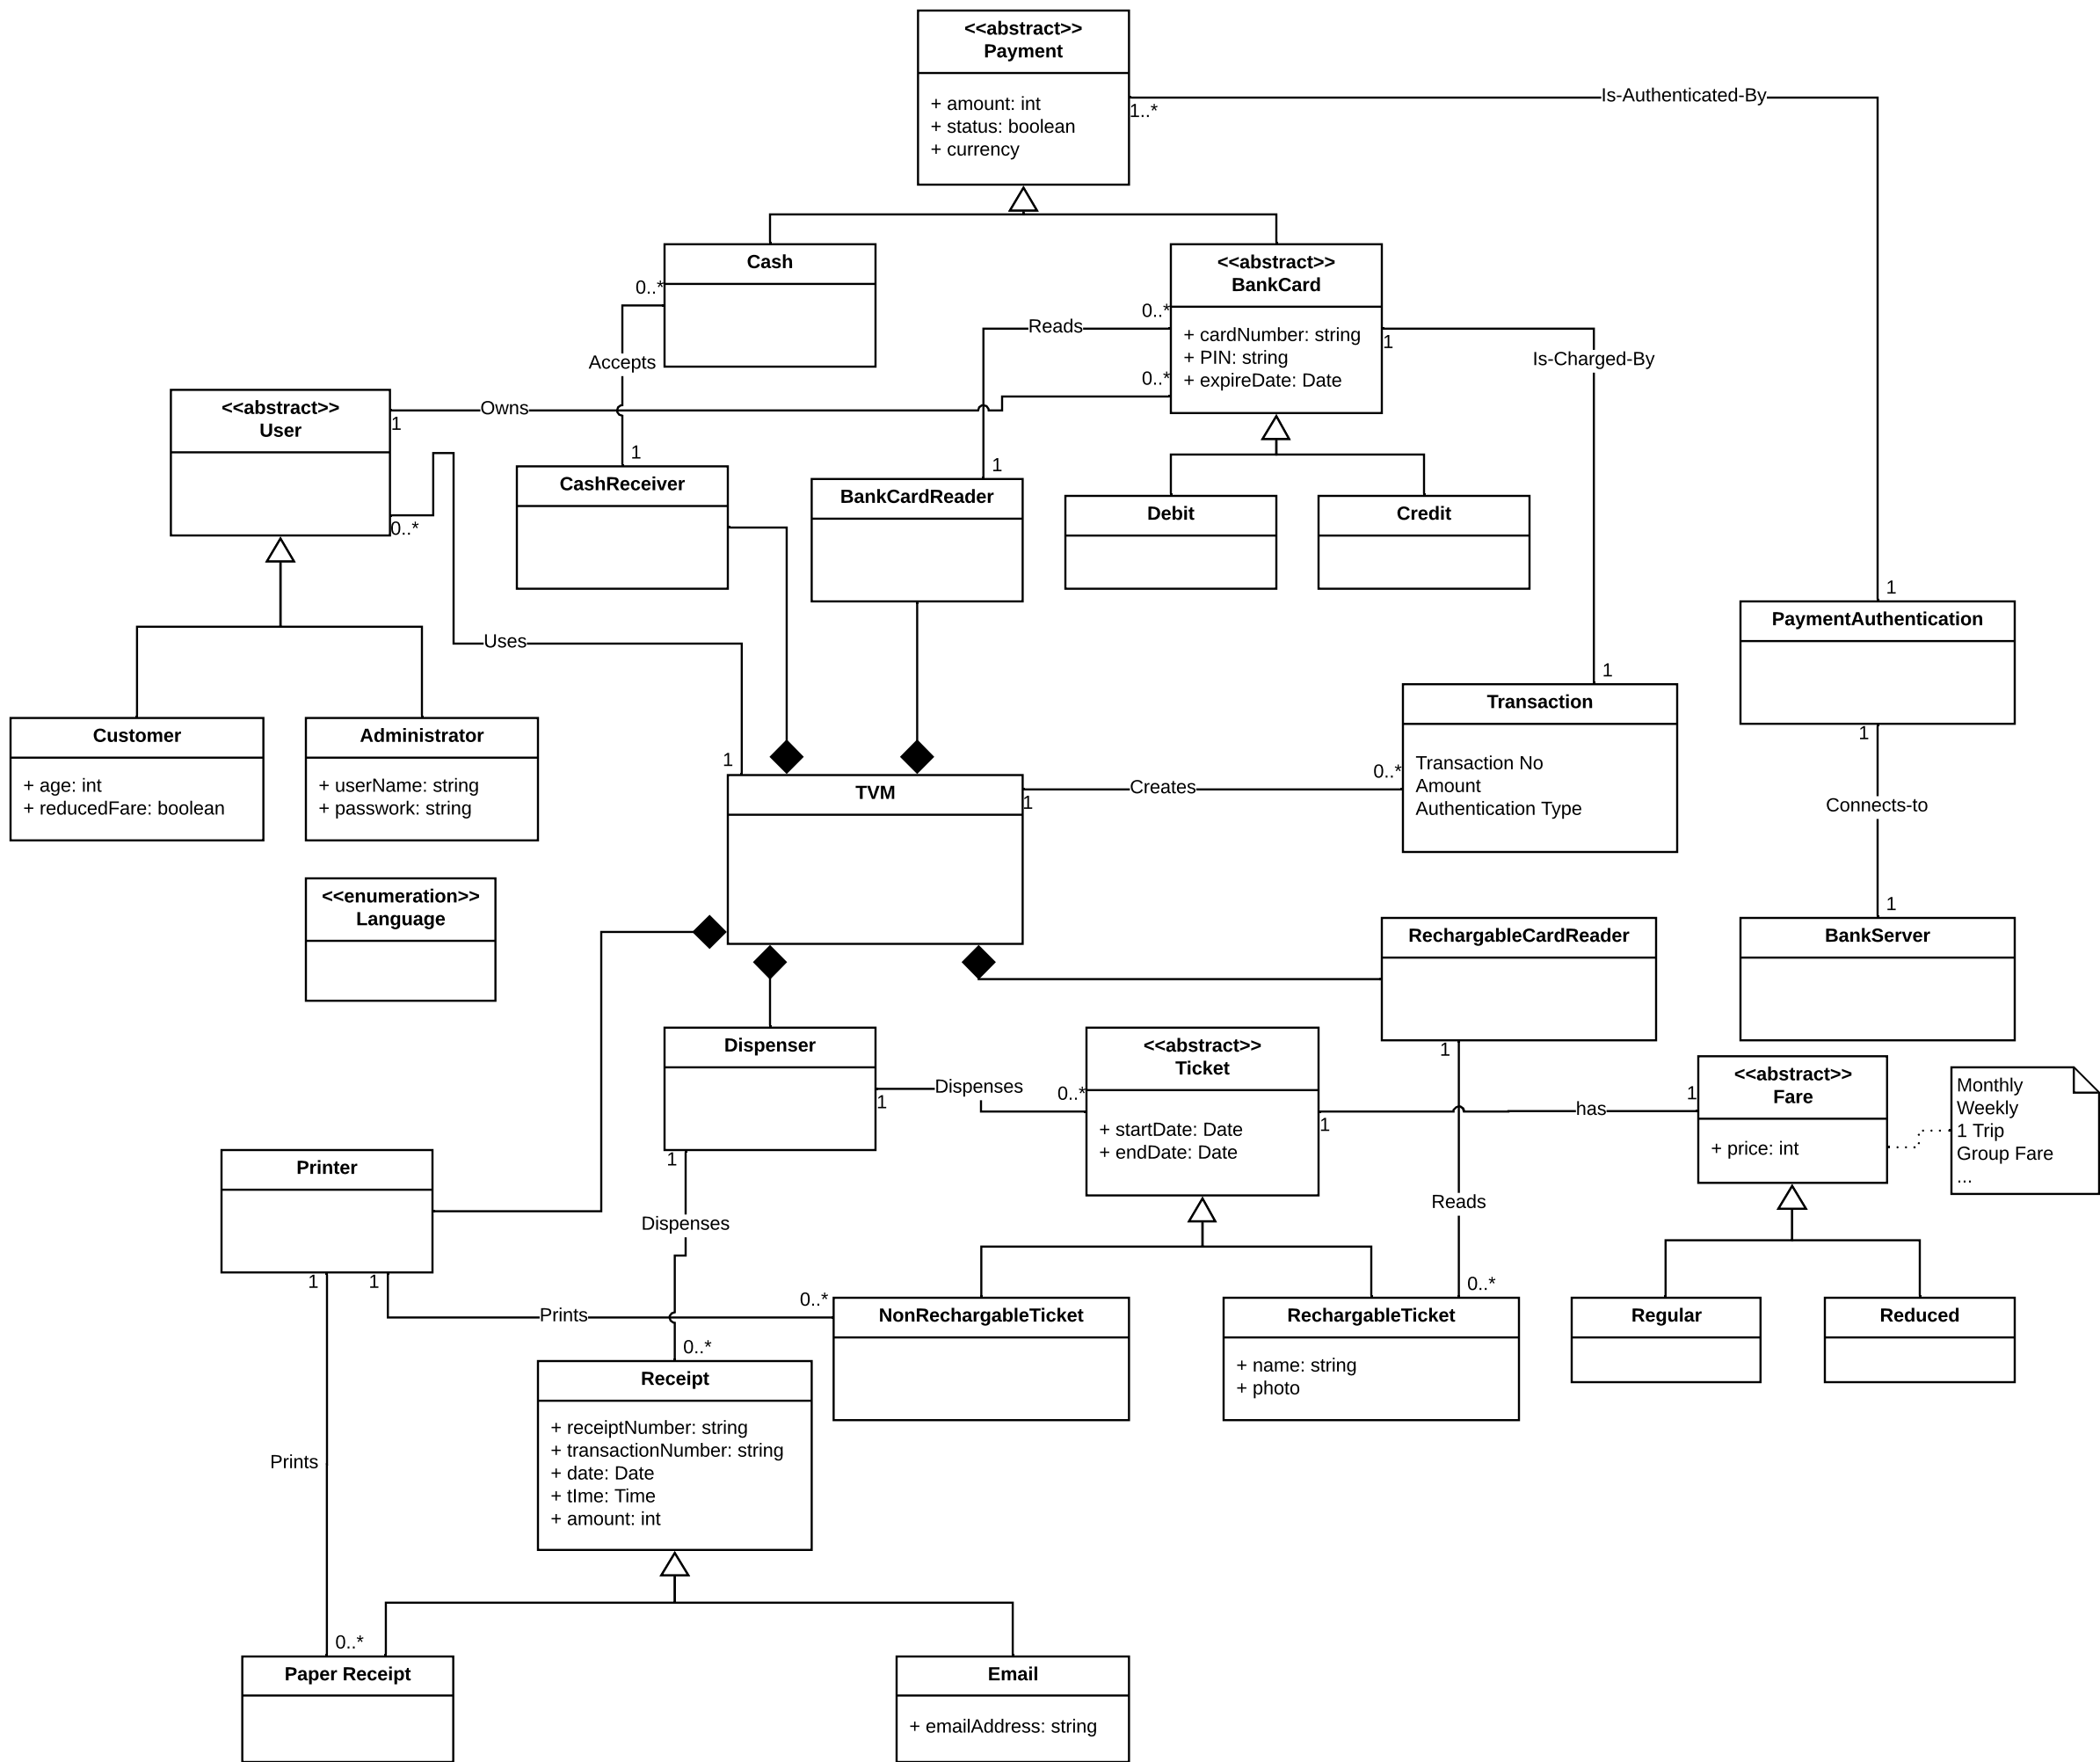 <<abstract>>
Payment
+ amount: int
+ status: boolean
+ currency
1..*
Is-Authenticated-By
Cash
0..*
Accepts
<<abstract>>
BankCard
+ cardNumber: string
+ PIN: string
+ expireDate: Date
0..*
Reads
0..*
1
Is-Charged-By
<<abstract>>
User
1
Owns
0..*
1
CashReceiver
1
BankCardReader
Debit
Credit
1
PaymentAuthentication
Uses
1
Transaction
Transaction No
Amount
Authentication Type
1
Connects-to
1
BankServer
Customer
+ age: int
+ reducedFare: boolean
Administrator
+ userName: string
+ passwork: string
1
TVM
1
Creates
0..*
<<enumeration>>
Language
RechargableCardReader
1
Dispenser
1
Dispenses
0..*
<<abstract>>
Ticket
+ startDate: Date
+ endDate: Date
1
has
1
<<abstract>>
Fare
+ price: int
Monthly
Weekly
1 Trip
Group Fare
...
Printer
1
Dispenses
Reads
1
1
Prints
0..*
NonRechargableTicket
0..*
RechargableTicket
+ name: string
+ photo
Regular
Reduced
0..*
Receipt
+ receiptNumber: string
+ transactionNumber: string
+ date: Date
+ tIme: Time
+ amount: int
Prints
0..*
Paper Receipt
Email
+ emailAddress: string